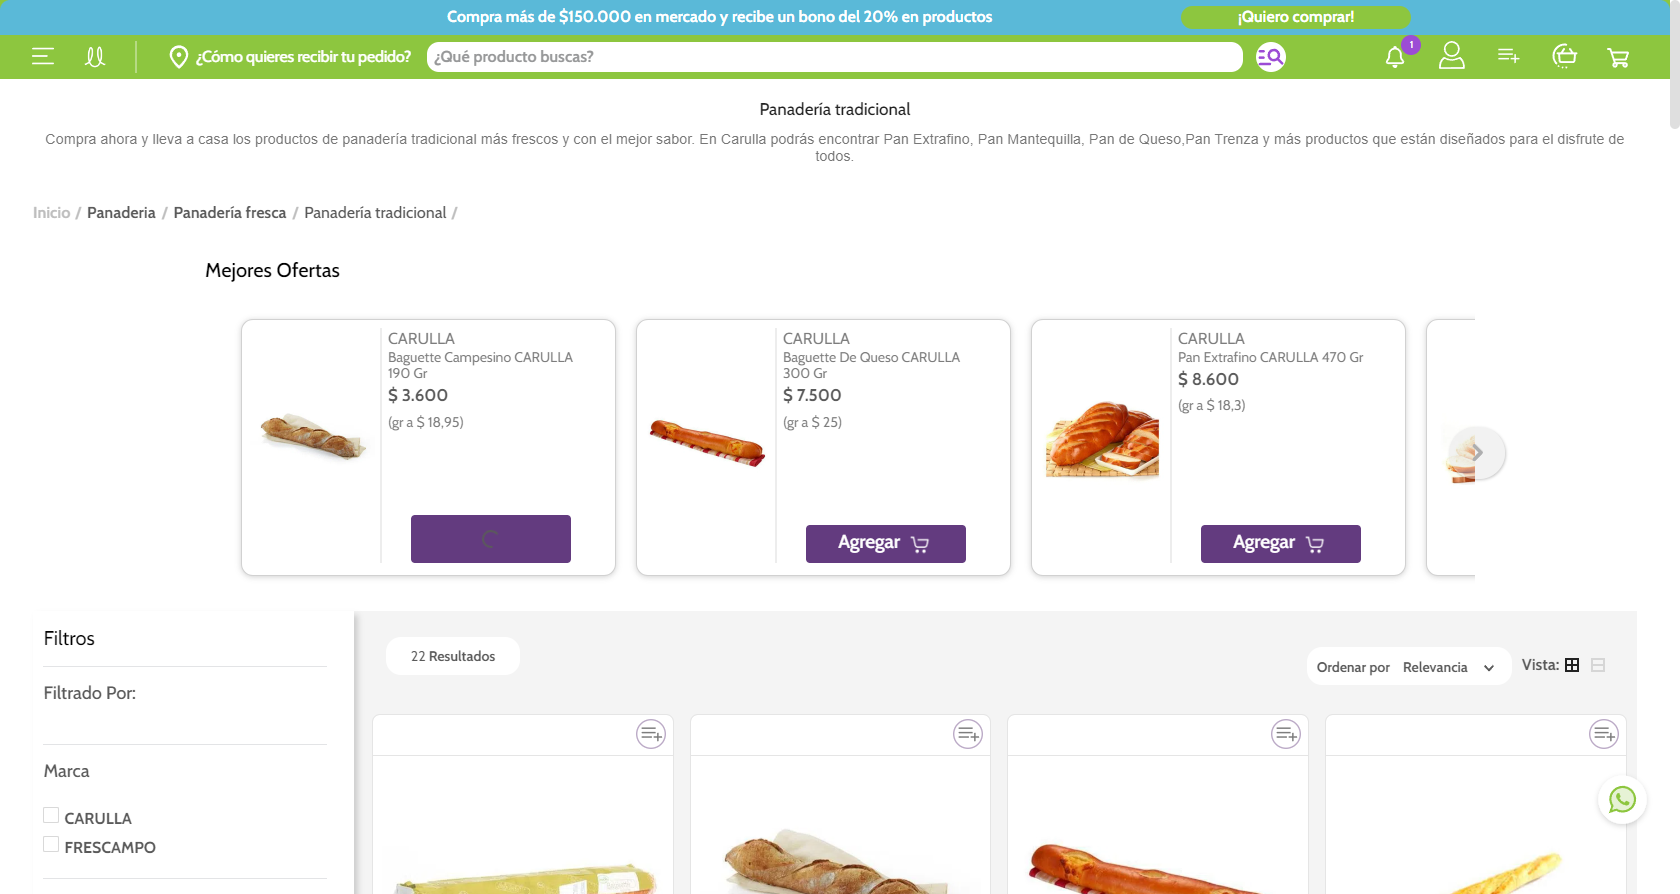 Compra más de $150.000 en mercado y recibe un bono del 20% en productos
¡Quiero comprar!
¿Cómo quieres recibir tu pedido?
¿Qué producto buscas?
1
Panadería tradicional
Compra ahora y lleva a casa los productos de panadería tradicional más frescos y con el mejor sabor. En Carulla podrás encontrar Pan Extrafino, Pan Mantequilla, Pan de Queso,Pan Trenza y más productos que están diseñados para el disfrute de
todos.
Inicio / Panaderia / Panadería fresca / Panadería tradicional /
Mejores Ofertas
CARULLA
Baguette Campesino CARULLA
190 Gr
$ 3.600
(gr a $ 18,95)
CARULLA
Baguette De Queso CARULLA
300 Gr
$ 7.500
(gr a $ 25)
Agregar
CARULLA
Pan Extrafino CARULLA 470 Gr
$ 8.600
(gr a $ 18,3)
Agregar
Filtros
Filtrado Por:
Marca
CARULLA
FRESCAMPO
22 Resultados
Ordenar por Relevancia
Vista: